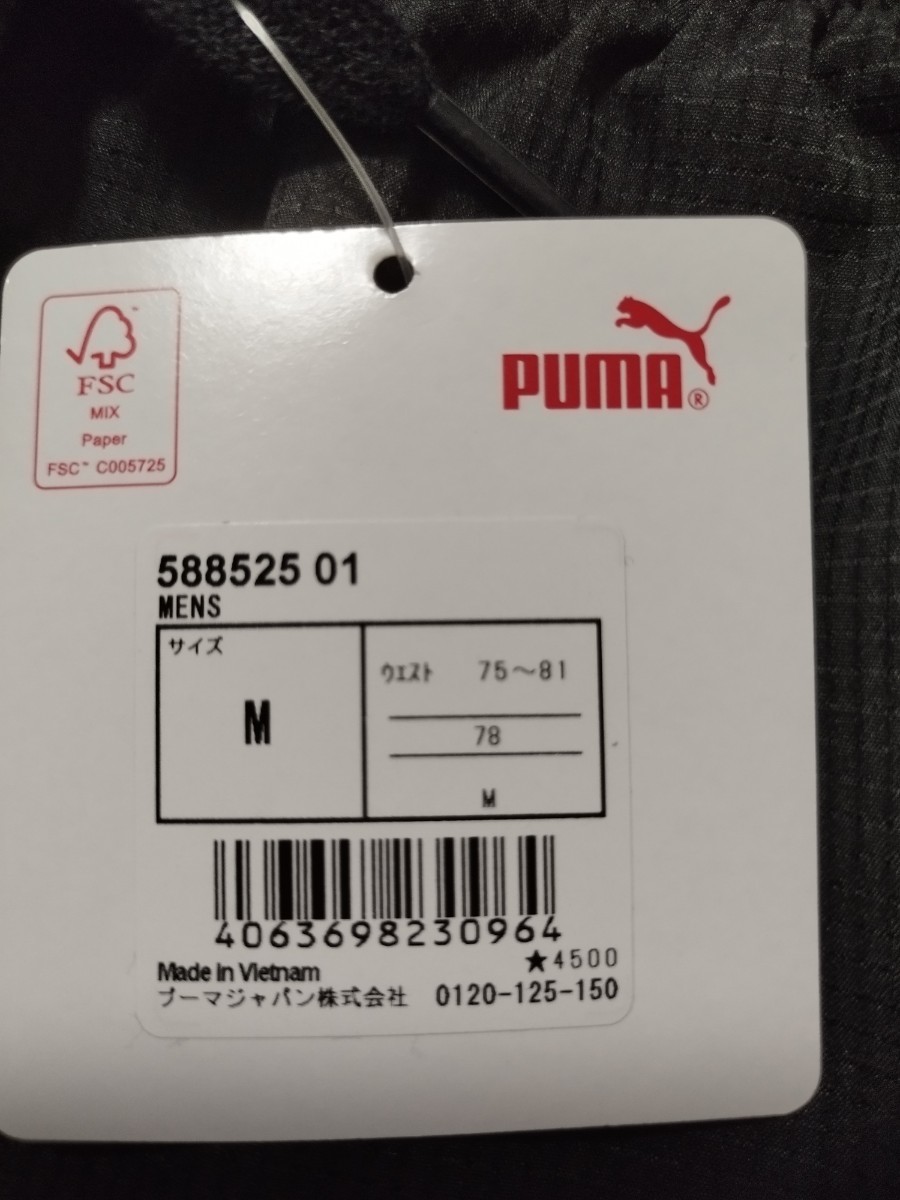 FSC™
MIX
Paper
FSC™ C005725
PUMA®
588525 01
MENS
サイズ
M
ウエスト 75～81
78
M
4063698230964
★4500
Made in Vietnam
プーマジャパン株式会社 0120-125-150